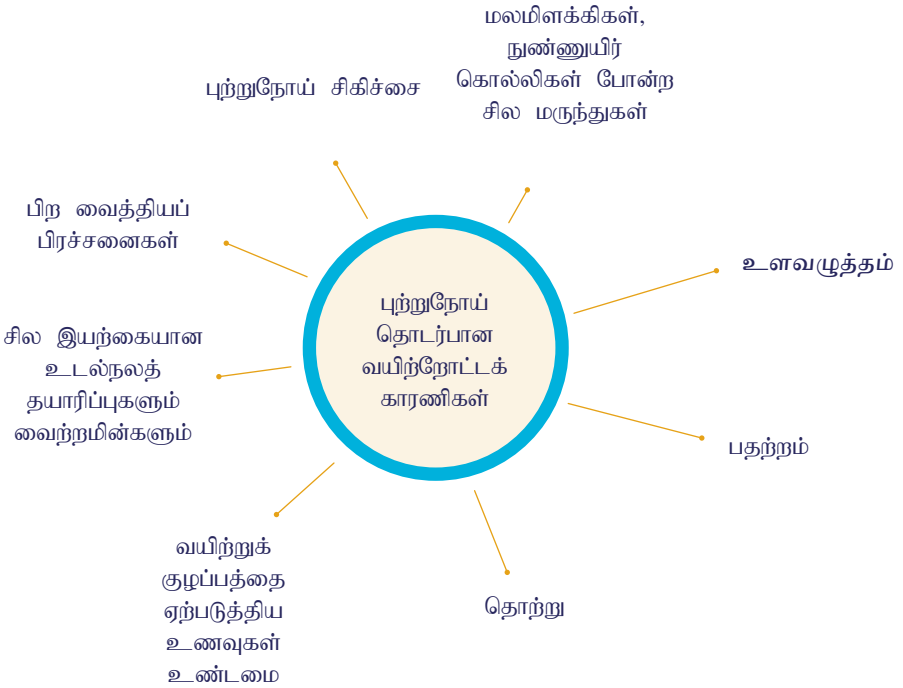 மலமிளக்கிகள்,
நுண்ணுயிர்
கொல்லிகள் போன்ற
சில மருந்துகள்
புற்றுநோய் சிகிச்சை
பிற வைத்தியப்
பிரச்சனைகள்
உளவழுத்தம்
புற்றுநோய்
தொடர்பான
வயிற்றோட்டக்
காரணிகள்
சில இயற்கையான
உடல்நலத்
தயாரிப்புகளும்
வைற்றமின்களும்
பதற்றம்
வயிற்றுக்
குழப்பத்தை
ஏற்படுத்திய
உணவுகள்
உண்டமை
தொற்று